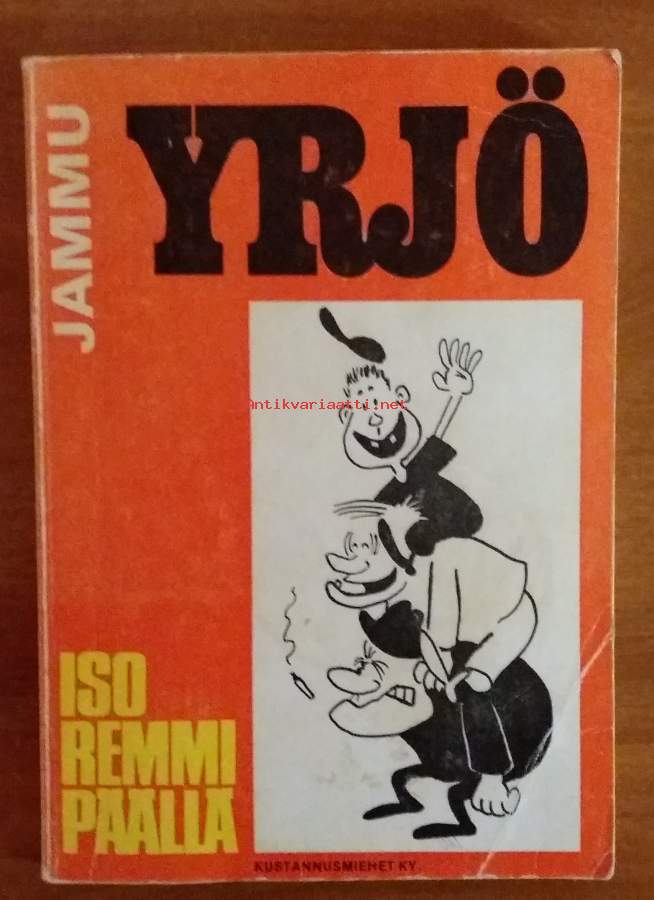 JAMMU
YRJÖ
Antikvariaatti.net
ISO
REMMI
PÄÄLLÄ
KUSTANNUSMIEHET KY